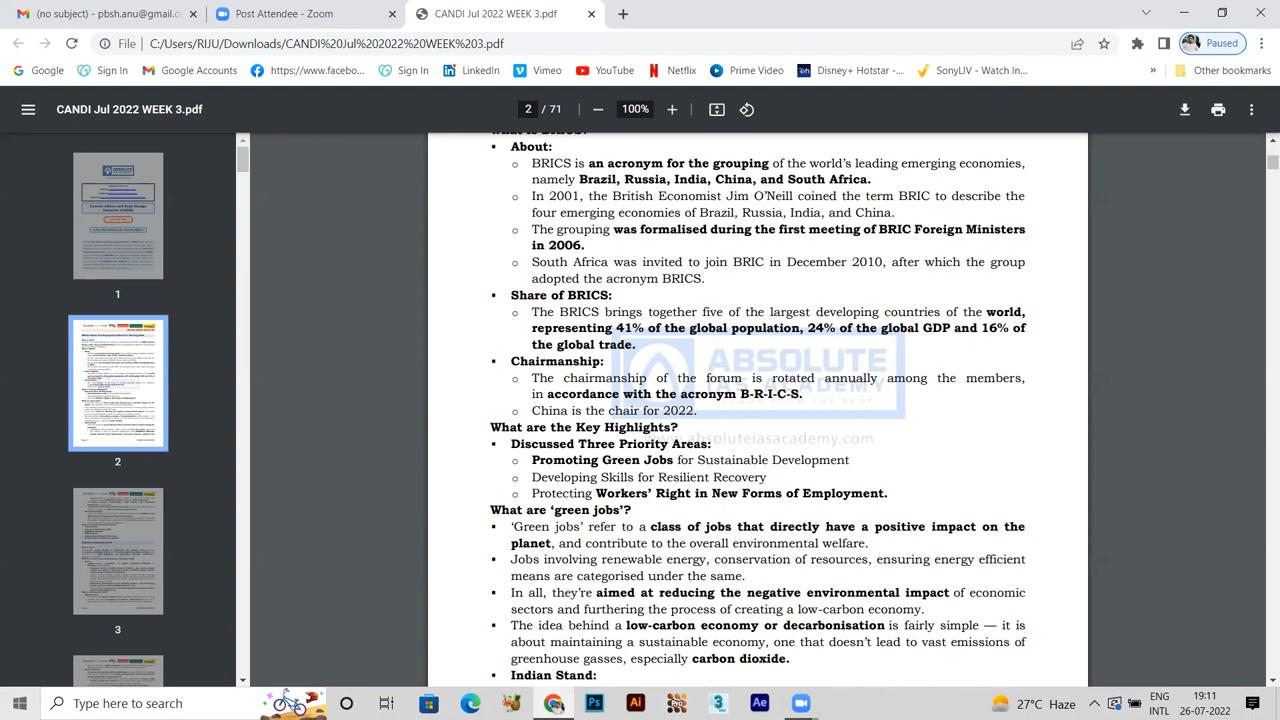 (no subject) - pbsh.anu@gmail.c
Post Attendee - Zoom
CANDI Jul 2022 WEEK 3.pdf
File
C:/Users/RIJU/Downloads/CANDI%20Jul%202022%20WEEK%203.pdf
Paused
Google
Sign In
Google Accounts
https://www.facebo...
Sign In
LinkedIn
Vimeo
YouTube
Netflix
Prime Video
Disney+ Hotstar -...
SonyLIV - Watch In...
Other bookmarks
CANDI Jul 2022 WEEK 3.pdf
2 / 71
100%
What is BRICS?
▪ About:
o BRICS is an acronym for the grouping of the world's leading emerging economies,
namely Brazil, Russia, India, China, and South Africa.
o In 2001, the British Economist Jim O'Neill coined the term BRIC to describe the
four emerging economies of Brazil, Russia, India, and China.
o The grouping was formalised during the first meeting of BRIC Foreign Ministers
in 2006.
o South Africa was invited to join BRIC in December 2010, after which the group
adopted the acronym BRICS.
▪ Share of BRICS:
o The BRICS brings together five of the largest developing countries of the world,
representing 41% of the global population, 24% of the global GDP and 16% of
the global trade.
▪ Chairmanship:
o The chairmanship of the forum is rotated annually among the members,
in accordance with the acronym B-R-I-C-S.
o China is the chair for 2022.
www.absoluteiasacademy.com
What are the Key Highlights?
▪ Discussed Three Priority Areas:
o Promoting Green Jobs for Sustainable Development
o Developing Skills for Resilient Recovery
o Workers Right in New Forms of Employment.
What are 'green jobs'?
▪ 'Green jobs' refer to a class of jobs that directly have a positive impact on the
planet, and contribute to the overall environmental welfare.
▪ Jobs involving renewable energy, conservation of resources, ensuring energy efficient
means are categorised under the same.
▪ In all, they're aimed at reducing the negative environmental impact of economic
sectors and furthering the process of creating a low-carbon economy.
▪ The idea behind a low-carbon economy or decarbonisation is fairly simple — it is
about maintaining a sustainable economy, one that doesn't lead to vast emissions of
greenhouse gasses, especially carbon dioxide.
▪ Indian Stand:
1
2
3
Type here to search
27°C Haze
ENG
INTL
19:11
26-07-2022